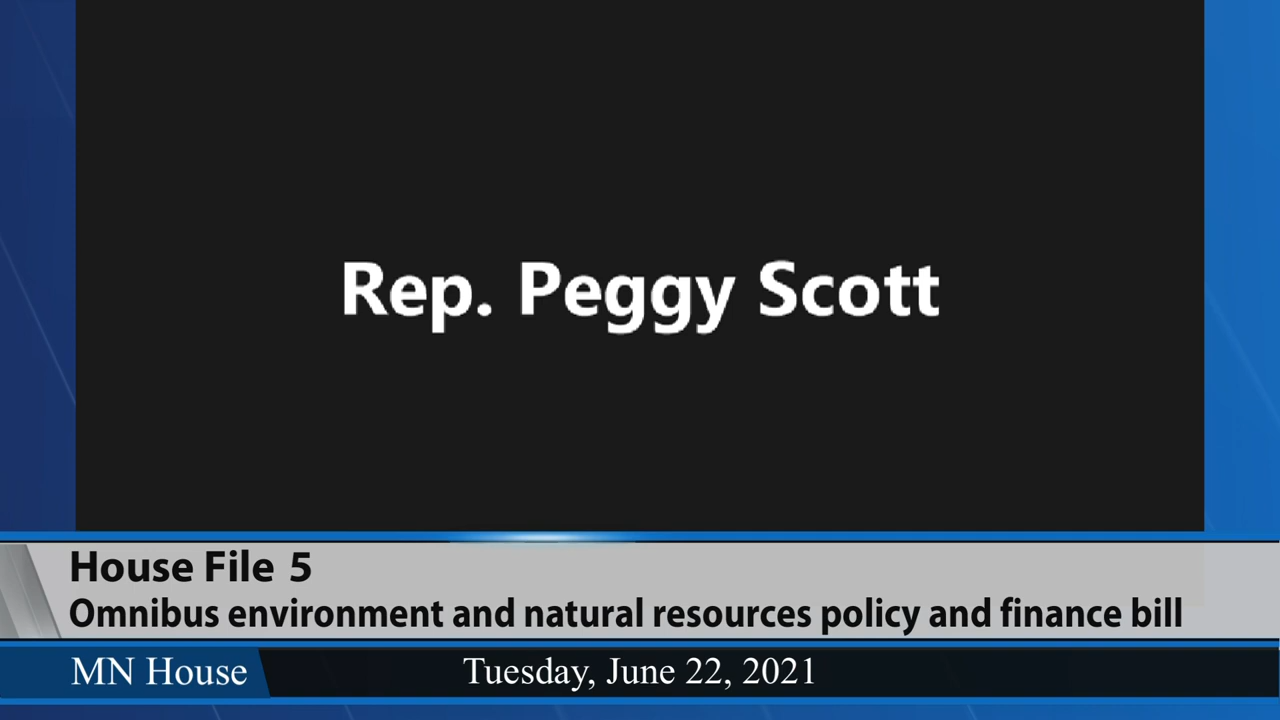 Rep. Peggy Scott
House File 5
Omnibus environment and natural resources policy and finance bill
MN House
Tuesday, June 22, 2021